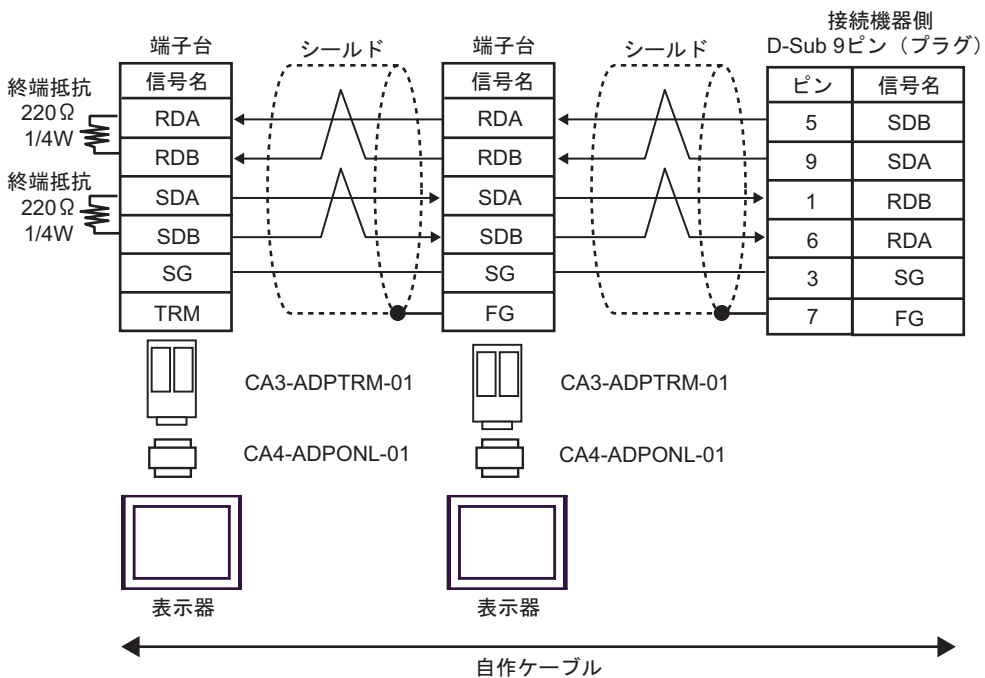 接続機器側
D-Sub 9ピン（プラグ）
端子台
シールド
端子台
シールド
終端抵抗
220Ω
1/4W
終端抵抗
220Ω
1/4W
信号名
RDA
RDB
SDA
SDB
SG
TRM
信号名
RDA
RDB
SDA
SDB
SG
FG
ピン 信号名
5 SDB
9 SDA
1 RDB
6 RDA
3 SG
7 FG
CA3-ADPTRM-01
CA3-ADPTRM-01
CA4-ADPONL-01
CA4-ADPONL-01
表示器
表示器
自作ケーブル